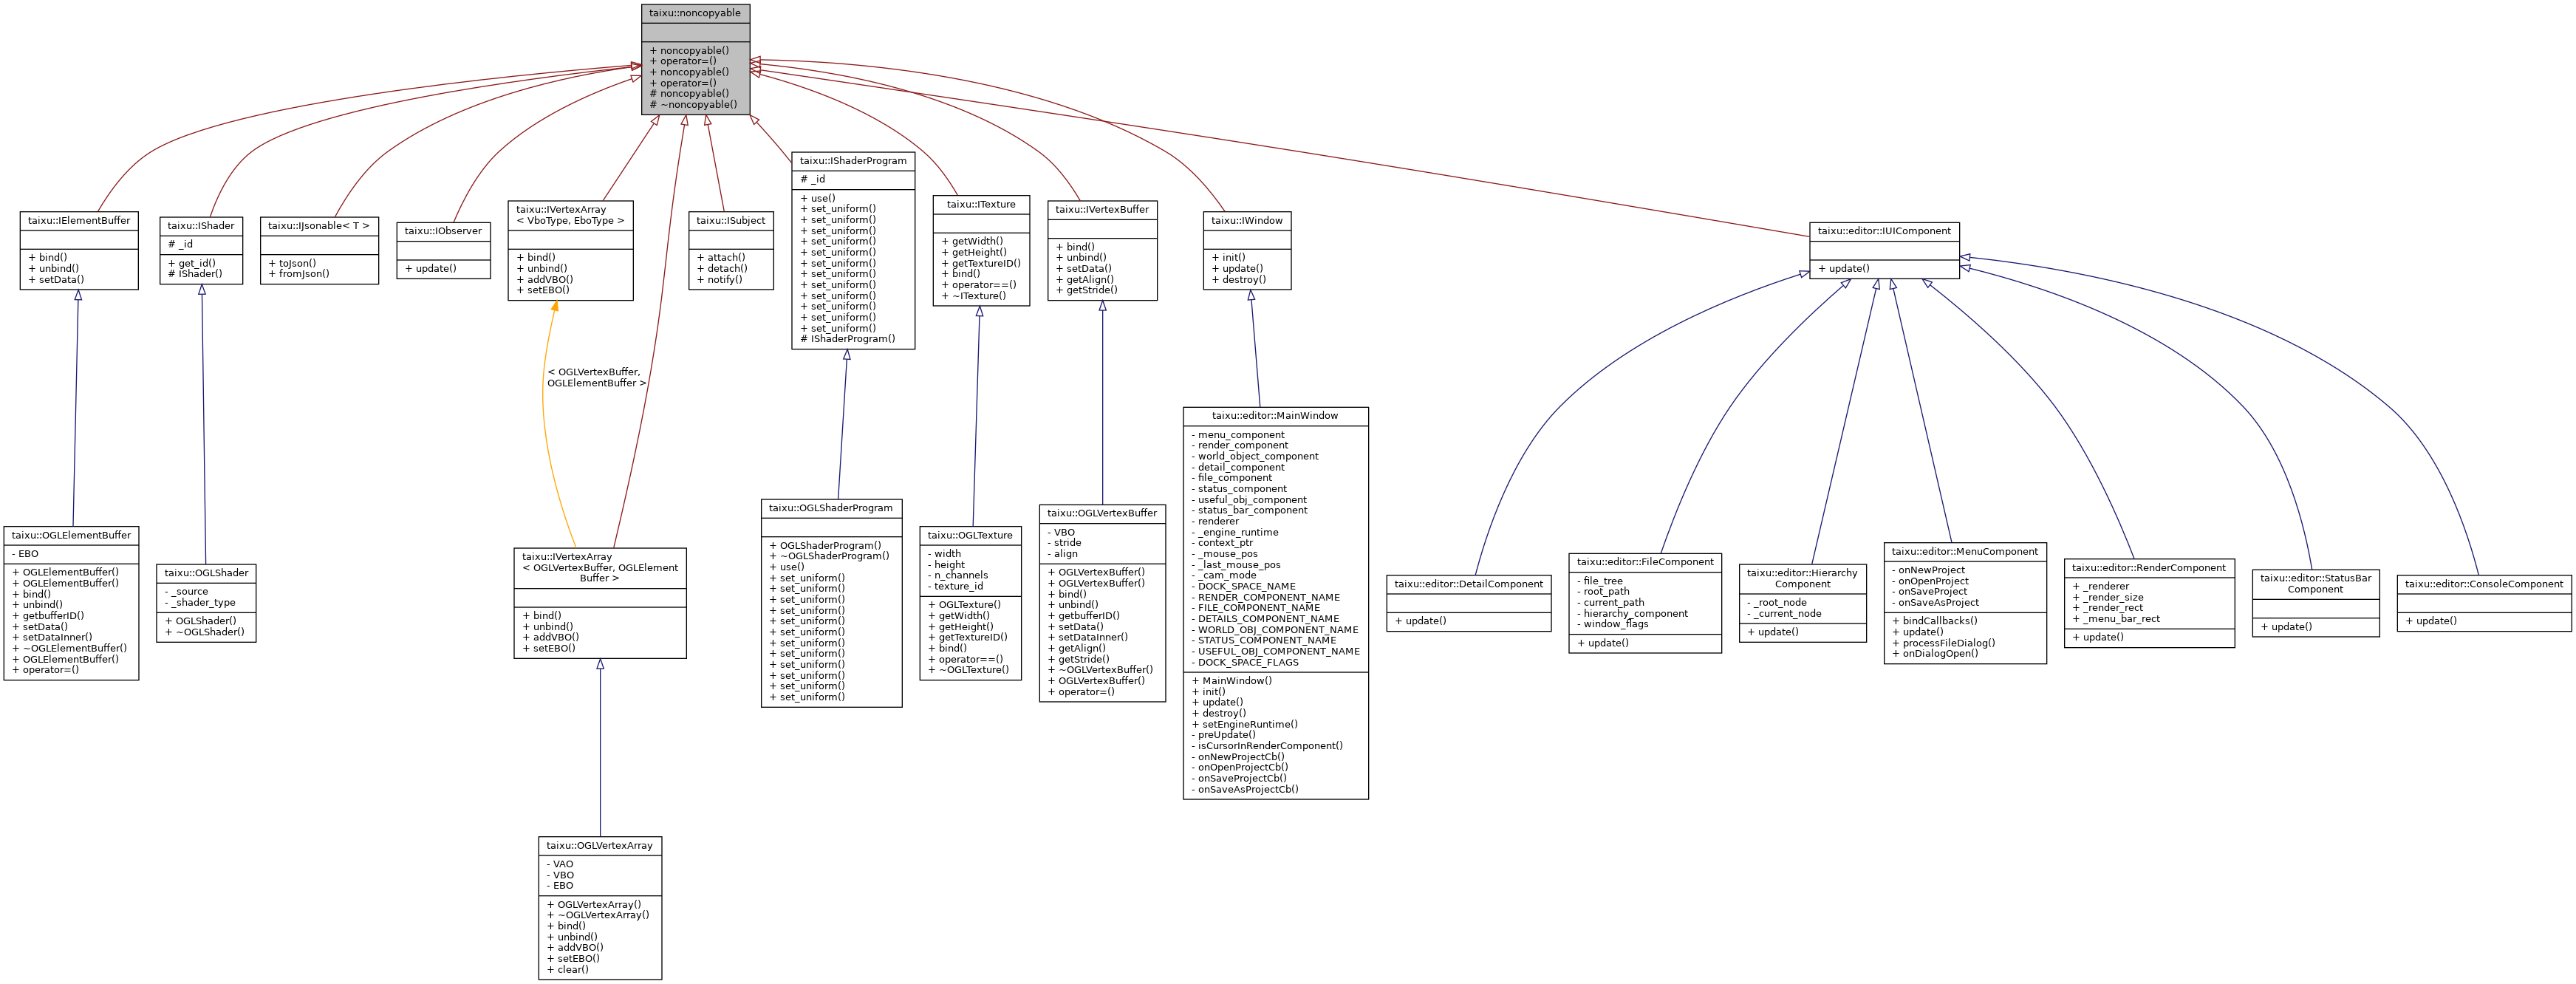 taixu::noncopyable
+ noncopyable()
+ operator=()
+ noncopyable()
+ operator=()
# noncopyable()
# ~noncopyable()
taixu::IElementBuffer
+ bind()
+ unbind()
+ setData()
taixu::IShader
# _id
+ get_id()
# IShader()
taixu::IJsonable< T >
+ toJson()
+ fromJson()
taixu::IObserver
+ update()
taixu::IVertexArray
< VboType, EboType >
+ bind()
+ unbind()
+ addVBO()
+ setEBO()
taixu::ISubject
+ attach()
+ detach()
+ notify()
taixu::IShaderProgram
# _id
+ use()
+ set_uniform()
+ set_uniform()
+ set_uniform()
+ set_uniform()
+ set_uniform()
+ set_uniform()
+ set_uniform()
+ set_uniform()
+ set_uniform()
+ set_uniform()
+ set_uniform()
+ set_uniform()
# IShaderProgram()
taixu::ITexture
+ getWidth()
+ getHeight()
+ getTextureID()
+ bind()
+ operator==()
+ ~ITexture()
taixu::IVertexBuffer
+ bind()
+ unbind()
+ setData()
+ getAlign()
+ getStride()
taixu::IWindow
+ init()
+ update()
+ destroy()
taixu::editor::IUIComponent
+ update()
< OGLVertexBuffer,
OGLElementBuffer >
taixu::OGLElementBuffer
- EBO
+ OGLElementBuffer()
+ OGLElementBuffer()
+ bind()
+ unbind()
+ getbufferID()
+ setData()
+ setDataInner()
+ ~OGLElementBuffer()
+ OGLElementBuffer()
+ operator=()
taixu::OGLShader
- _source
- _shader_type
+ OGLShader()
+ ~OGLShader()
taixu::IVertexArray
< OGLVertexBuffer, OGLElement
Buffer >
+ bind()
+ unbind()
+ addVBO()
+ setEBO()
taixu::OGLShaderProgram
+ OGLShaderProgram()
+ ~OGLShaderProgram()
+ use()
+ set_uniform()
+ set_uniform()
+ set_uniform()
+ set_uniform()
+ set_uniform()
+ set_uniform()
+ set_uniform()
+ set_uniform()
+ set_uniform()
+ set_uniform()
+ set_uniform()
+ set_uniform()
taixu::OGLTexture
- width
- height
- n_channels
- texture_id
+ OGLTexture()
+ getWidth()
+ getHeight()
+ getTextureID()
+ bind()
+ operator==()
+ ~OGLTexture()
taixu::OGLVertexBuffer
- VBO
- stride
- align
+ OGLVertexBuffer()
+ OGLVertexBuffer()
+ bind()
+ unbind()
+ getbufferID()
+ setData()
+ setDataInner()
+ getAlign()
+ getStride()
+ ~OGLVertexBuffer()
+ OGLVertexBuffer()
+ operator=()
taixu::editor::MainWindow
- menu_component
- render_component
- world_object_component
- detail_component
- file_component
- status_component
- useful_obj_component
- status_bar_component
- renderer
- _engine_runtime
- context_ptr
- _mouse_pos
- _last_mouse_pos
- _cam_mode
- DOCK_SPACE_NAME
- RENDER_COMPONENT_NAME
- FILE_COMPONENT_NAME
- DETAILS_COMPONENT_NAME
- WORLD_OBJ_COMPONENT_NAME
- STATUS_COMPONENT_NAME
- USEFUL_OBJ_COMPONENT_NAME
- DOCK_SPACE_FLAGS
+ MainWindow()
+ init()
+ update()
+ destroy()
+ setEngineRuntime()
- preUpdate()
- isCursorInRenderComponent()
- onNewProjectCb()
- onOpenProjectCb()
- onSaveProjectCb()
- onSaveAsProjectCb()
taixu::editor::DetailComponent
+ update()
taixu::editor::FileComponent
- file_tree
- root_path
- current_path
- hierarchy_component
- window_flags
+ update()
taixu::editor::Hierarchy
Component
- _root_node
- _current_node
+ update()
taixu::editor::MenuComponent
- onNewProject
- onOpenProject
- onSaveProject
- onSaveAsProject
+ bindCallbacks()
+ update()
+ processFileDialog()
+ onDialogOpen()
taixu::editor::RenderComponent
+ _renderer
+ _render_size
+ _render_rect
+ _menu_bar_rect
+ update()
taixu::editor::StatusBar
Component
+ update()
taixu::editor::ConsoleComponent
+ update()
taixu::OGLVertexArray
- VAO
- VBO
- EBO
+ OGLVertexArray()
+ ~OGLVertexArray()
+ bind()
+ unbind()
+ addVBO()
+ setEBO()
+ clear()